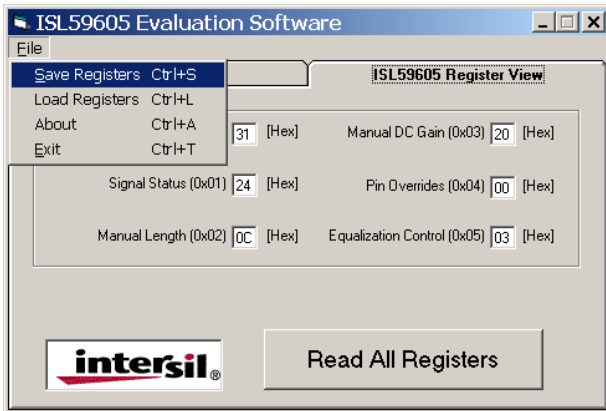 ISL59605 Evaluation Software
File
Save Registers Ctrl+S
Load Registers Ctrl+L
About Ctrl+A
Exit Ctrl+T
ISL59605 Register View
31 [Hex] Manual DC Gain (0x03) 20 [Hex]
Signal Status (0x01) 24 [Hex] Pin Overrides (0x04) 00 [Hex]
Manual Length (0x02) 0C [Hex] Equalization Control (0x05) 03 [Hex]
intersil® Read All Registers